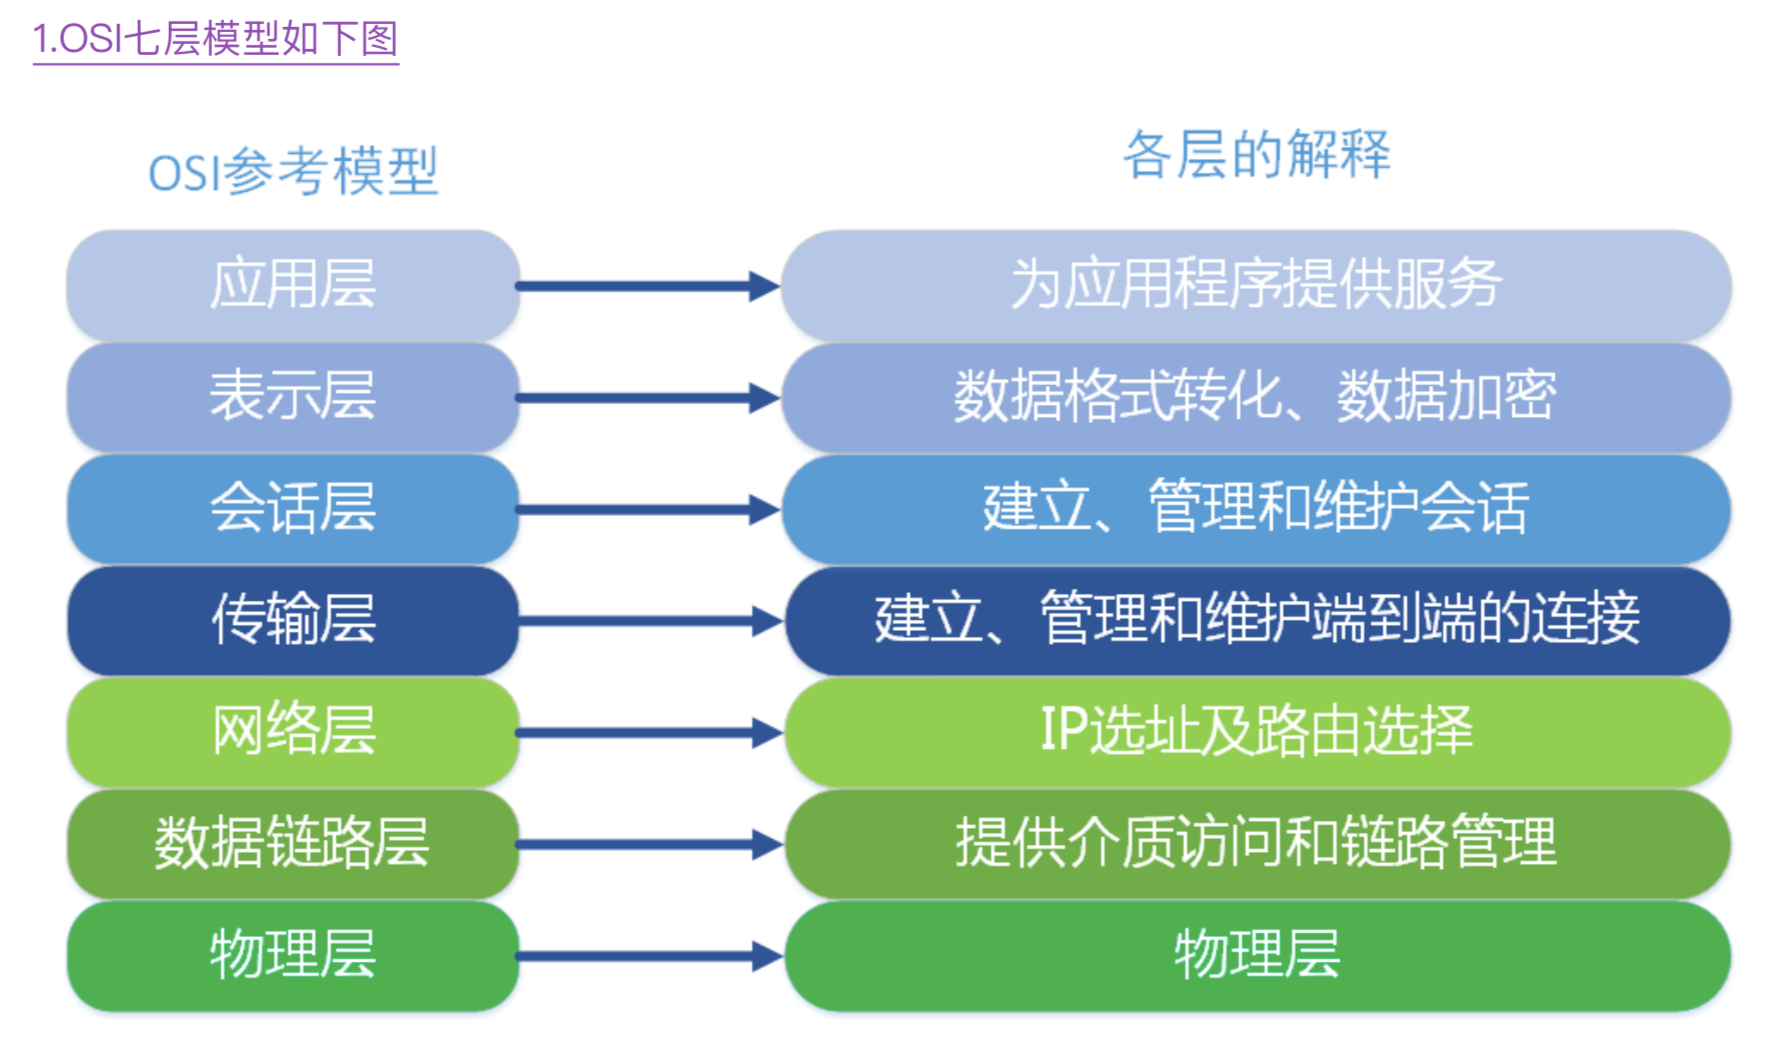 1.OSI七层模型如下图
OSI参考模型
各层的解释
应用层
为应用程序提供服务
表示层
数据格式转化、数据加密
会话层
建立、管理和维护会话
传输层
建立、管理和维护端到端的连接
网络层
IP选址及路由选择
数据链路层
提供介质访问和链路管理
物理层
物理层